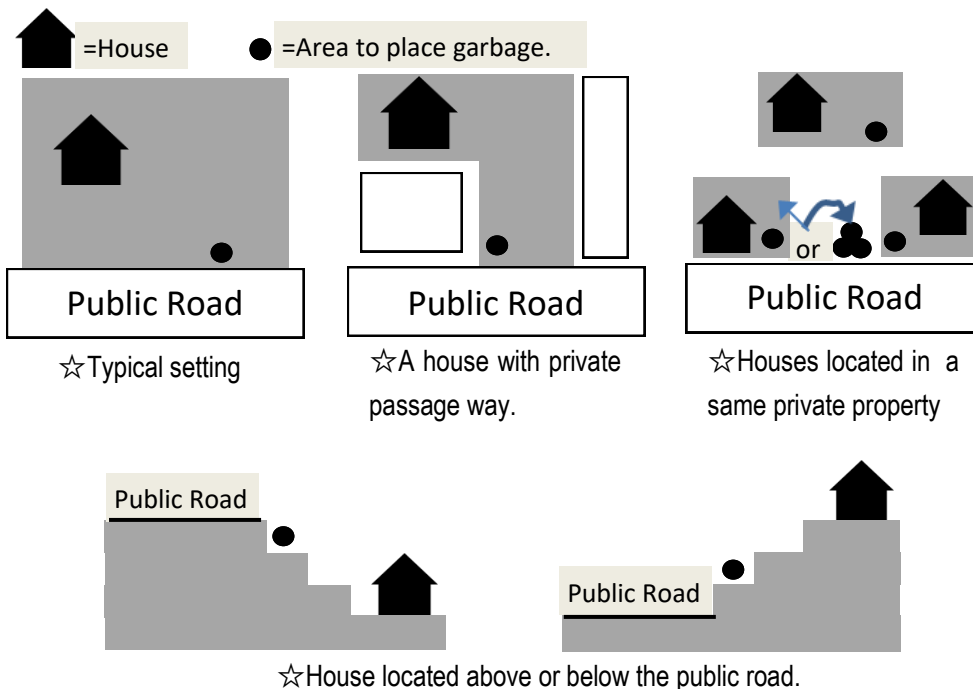 =House
=Area to place garbage.
or
Public Road
Public Road
Public Road
☆Typical setting
☆A house with private
passage way.
☆Houses located in a
same private property
Public Road
Public Road
☆House located above or below the public road.